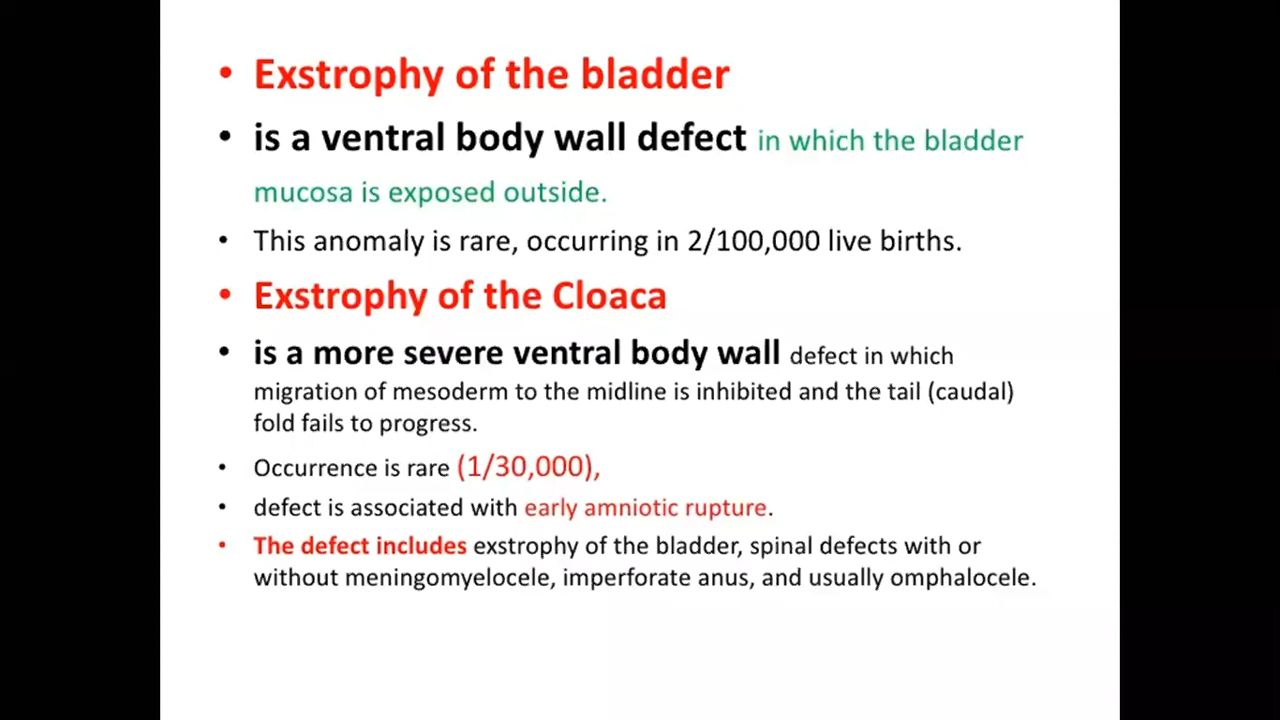 • Exstrophy of the bladder
• is a ventral body wall defect in which the bladder
mucosa is exposed outside.
• This anomaly is rare, occurring in 2/100,000 live births.
• Exstrophy of the Cloaca
• is a more severe ventral body wall defect in which
migration of mesoderm to the midline is inhibited and the tail (caudal)
fold fails to progress.
• Occurrence is rare (1/30,000),
• defect is associated with early amniotic rupture.
• The defect includes exstrophy of the bladder, spinal defects with or
without meningomyelocele, imperforate anus, and usually omphalocele.